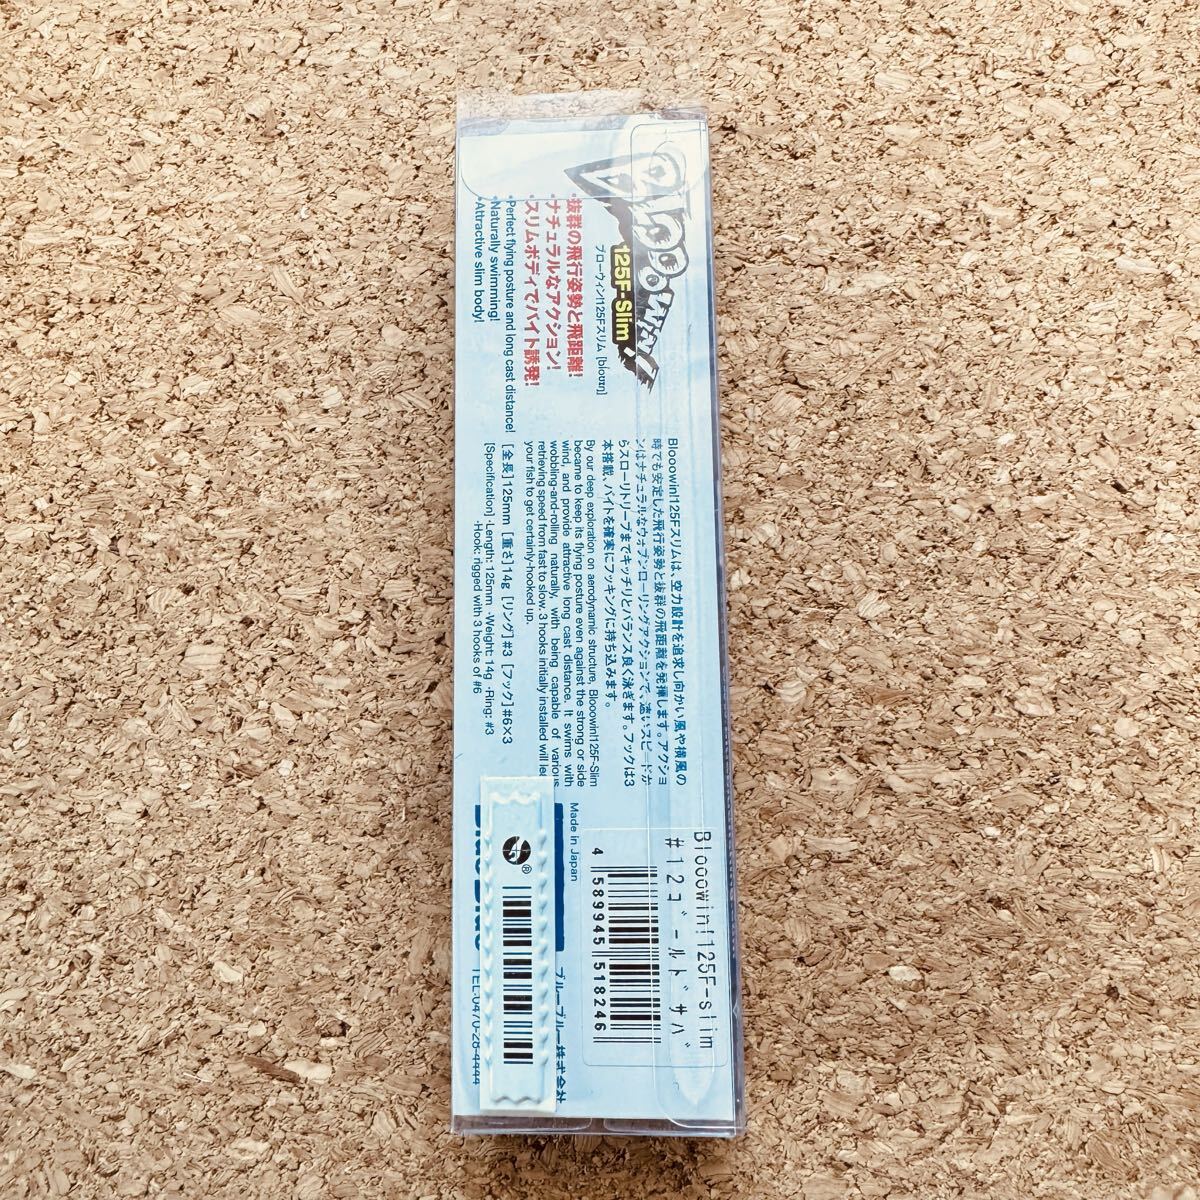 Blooowin!
125F-Slim
ブローウィン!125Fスリム [blouɪn]
・抜群の飛行姿勢と飛距離!
・ナチュラルなアクション!
・スリムボディでバイト誘発!
・Perfect flying posture and long cast distance!
・Naturally swimming!
・Attractive slim body!
Blooowin!125Fスリムは、空力設計を追求し向かい風や横風の
時でも安定した飛行姿勢と抜群の飛距離を発揮します。アクショ
ンはナチュラルなウォブンローリングアクションで、速いスピードか
らスローリトリーブまでキッチリとバランス良く泳ぎます。フックは3
本搭載、バイトを確実にフッキングに持ち込みます。
By our deep exploration on aerodynamic structure, Blooowin!125F-Slim
became to keep its flying posture even against the strong or side
wind, and provide attractive long cast distance. It swims with
wobbling-and-rolling naturally, with being capable of various
retrieving speed from fast to slow. 3 hooks initially installed will
your fish to get certainly-hooked up.
[全長]125mm [重さ]14g [リング]#3 [フック]#6×3
[Specification] ・Length: 125mm ・Weight: 14g ・Ring: #3
・Hook: rigged with 3 hooks of #6
Blooowin!125F-slim
#12ｺﾞｰﾙﾄﾞｻﾊﾞ
4 589945 518246
Made in Japan
ブルーブルー株式会社
TEL:0470-28-4444
®